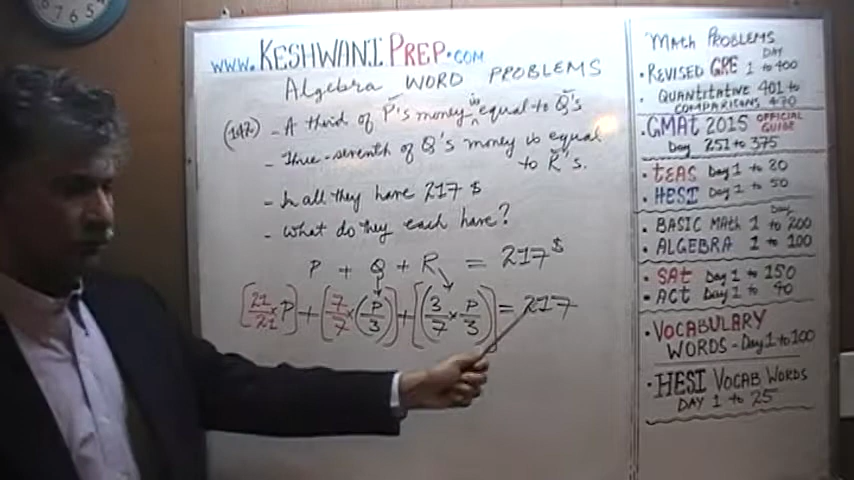 www.KESHWANIPREP.COM
Algebra WORD PROBLEMS
(147) - A third of P's money is equal to Q's
- Three-seventh of Q's money is equal
to R's.
- In all they have 217 $
- What do they each have?
P + Q + R = 217$
[21/21 x P] + [7/7 x (P/3)] + [(3/7 x P/3)] = 217
MATH PROBLEMS
DAY
• REVISED GRE 1 to 400
• QUANTITATIVE 401 to
COMPARISONS 470
• GMAT 2015 OFFICIAL GUIDE
Day 251 to 375
• TEAS Day 1 to 20
• HESI Day 1 to 50
Day
• BASIC MATH 1 to 200
• ALGEBRA 1 to 100
• SAT Day 1 to 150
• ACT Day 1 to 40
• VOCABULARY
WORDS - Day 1 to 100
• HESI VOCAB WORDS
DAY 1 to 25